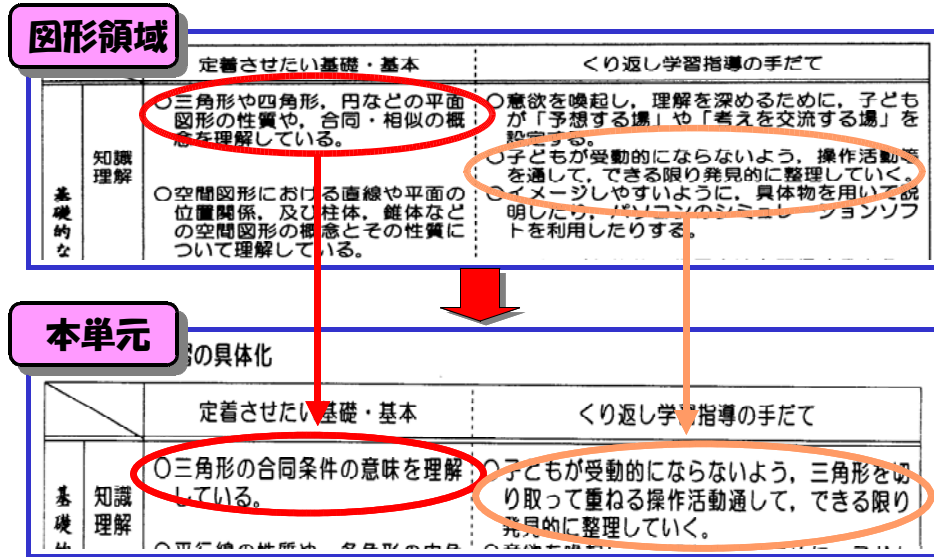 図形領域
定着させたい基礎・基本
くり返し学習指導の手だて
基礎的な
知識
理解
○三角形や四角形，円などの平面
図形の性質や，合同・相似の概
念を理解している。
○空間図形における直線や平面の
位置関係，及び柱体，錐体など
の空間図形の概念とその性質に
ついて理解している。
○意欲を喚起し，理解を深めるために，子ども
が「予想する場」や「考えを交流する場」を
設定する。
○子どもが受動的にならないよう，操作活動等
を通して，できる限り発見的に整理していく。
○イメージしやすいように，具体物を用いて説
明したり，パソコンのシミュレーションソフ
トを利用したりする。
本単元
習の具体化
定着させたい基礎・基本
くり返し学習指導の手だて
基礎
知識
理解
○三角形の合同条件の意味を理解
している。
○子どもが受動的にならないよう，三角形を切
り取って重ねる操作活動通して，できる限り
発見的に整理していく。